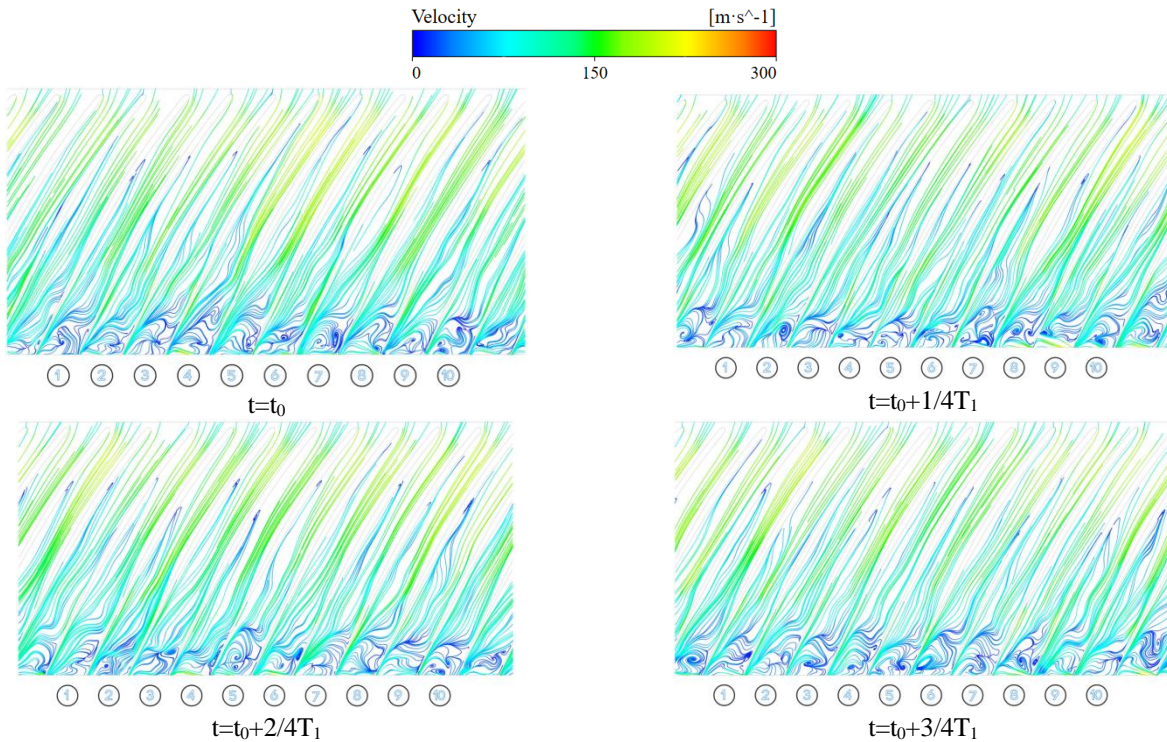 Velocity [m·s^-1]
0 150 300
① ② ③ ④ ⑤ ⑥ ⑦ ⑧ ⑨ ⑩
t=t₀
① ② ③ ④ ⑤ ⑥ ⑦ ⑧ ⑨ ⑩
t=t₀+1/4T₁
① ② ③ ④ ⑤ ⑥ ⑦ ⑧ ⑨ ⑩
t=t₀+2/4T₁
① ② ③ ④ ⑤ ⑥ ⑦ ⑧ ⑨ ⑩
t=t₀+3/4T₁